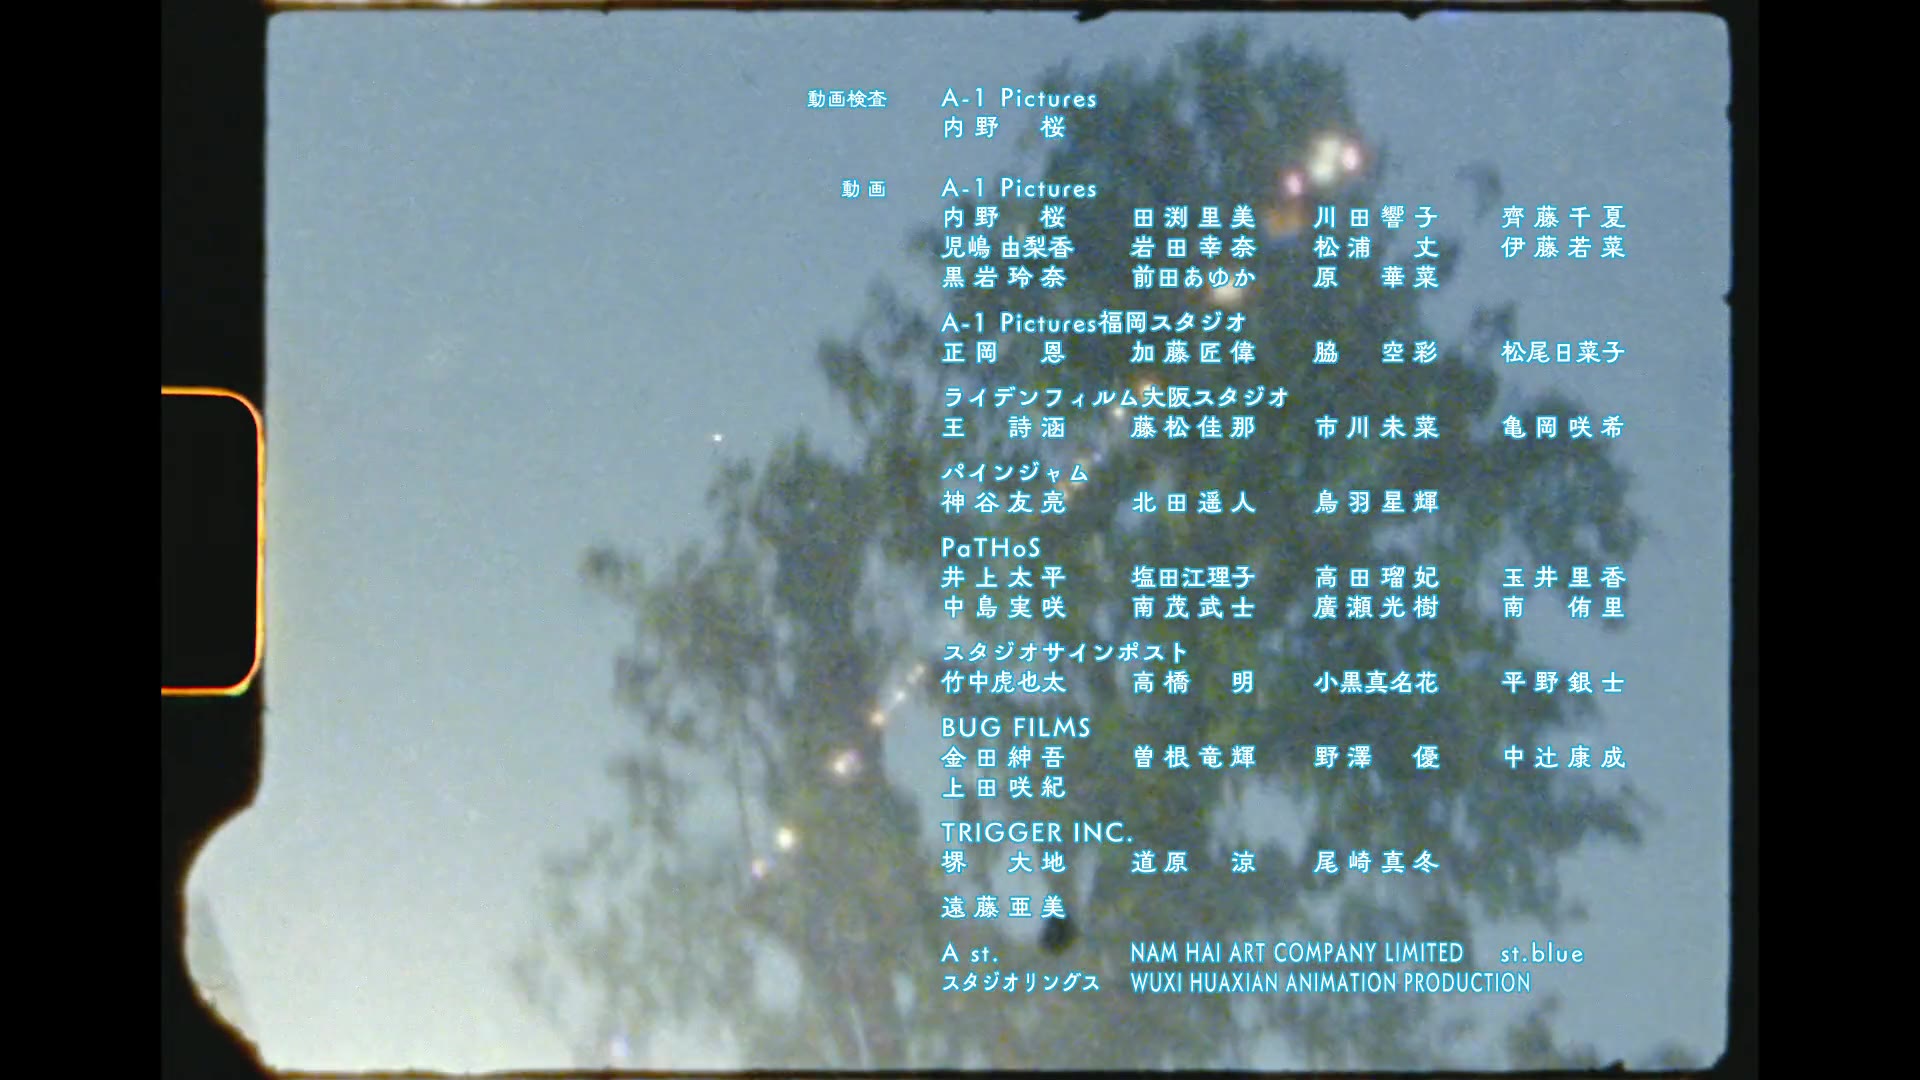 動画検査 A-1 Pictures
内野 桜
動画 A-1 Pictures
内野 桜 田渕里美 川田響子 齊藤千夏
児嶋由梨香 岩田幸奈 松浦 丈 伊藤若菜
黒岩玲奈 前田あゆか 原 華菜
A-1 Pictures福岡スタジオ
正岡 恩 加藤匠偉 脇 空彩 松尾日菜子
ライデンフィルム大阪スタジオ
王 詩涵 藤松佳那 市川未菜 亀岡咲希
パインジャム
神谷友亮 北田遥人 鳥羽星輝
PaTHoS
井上太平 塩田江理子 高田瑠妃 玉井里香
中島実咲 南茂武士 廣瀬光樹 南 侑里
スタジオサインポスト
竹中虎也太 高橋 明 小黒真名花 平野銀士
BUG FILMS
金田紳吾 曽根竜輝 野澤 優 中辻康成
上田咲紀
TRIGGER INC.
堺 大地 道原 涼 尾崎真冬
遠藤亜美
A st. NAM HAI ART COMPANY LIMITED st.blue
スタジオリングス WUXI HUAXIAN ANIMATION PRODUCTION